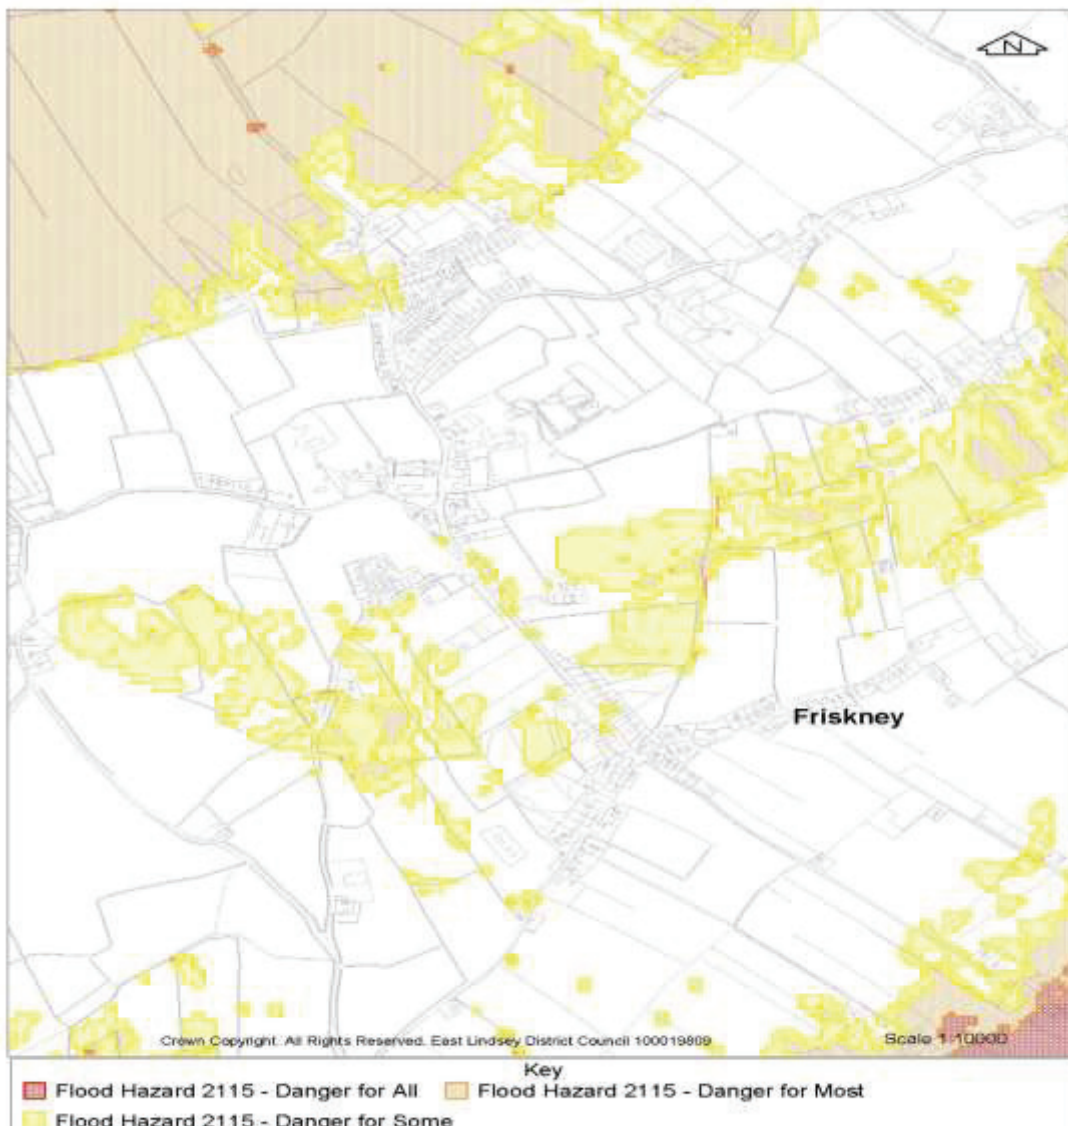 N
Friskney
Crown Copyright. All Rights Reserved. East Lindsey District Council 100019809
Scale 1:10000
Key
Flood Hazard 2115 - Danger for All
Flood Hazard 2115 - Danger for Most
Flood Hazard 2115 - Danger for Some